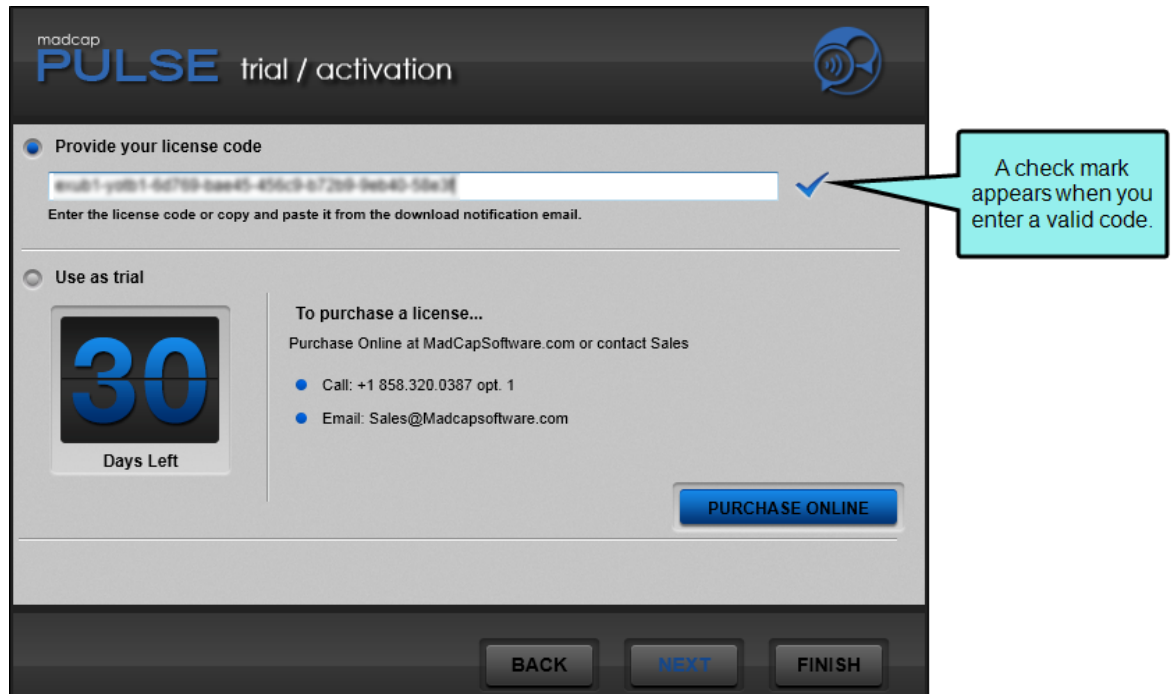 madcap
PULSE trial / activation
Provide your license code
Enter the license code or copy and paste it from the download notification email.
A check mark
appears when you
enter a valid code.
Use as trial
30
Days Left
To purchase a license...
Purchase Online at MadCapSoftware.com or contact Sales
Call: +1 858.320.0387 opt. 1
Email: Sales@Madcapsoftware.com
PURCHASE ONLINE
BACK NEXT FINISH